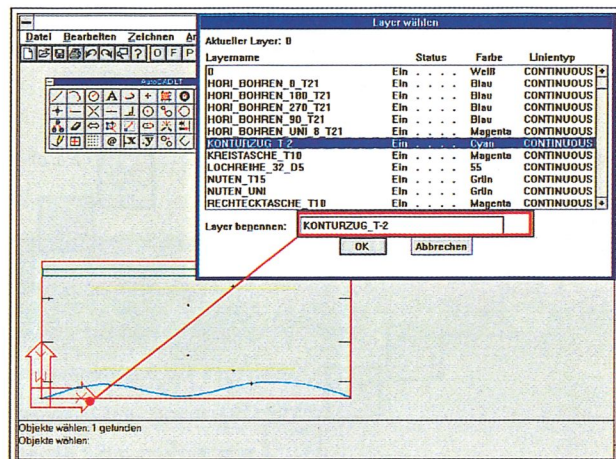 Layer wählen
Datei Bearbeiten Zeichnen
Aktueller Layer: 0
Layername Status Farbe Linientyp
0 Ein . . . . Weiß CONTINUOUS
HORI_BOHREN_0_T21 Ein . . . . Blau CONTINUOUS
HORI_BOHREN_180_T21 Ein . . . . Blau CONTINUOUS
HORI_BOHREN_270_T21 Ein . . . . Blau CONTINUOUS
HORI_BOHREN_90_T21 Ein . . . . Blau CONTINUOUS
HORI_BOHREN_UNI_8_T21 Ein . . . . Magenta CONTINUOUS
KONTURZUG_T-2 Ein . . . . Cyan CONTINUOUS
KREISTASCHE_T10 Ein . . . . Magenta CONTINUOUS
LOCHREIHE_32_D5 Ein . . . . 55 CONTINUOUS
NUTEN_T15 Ein . . . . Grün CONTINUOUS
NUTEN_UNI Ein . . . . Grün CONTINUOUS
RECHTECKTASCHE_T10 Ein . . . . Magenta CONTINUOUS
Layer benennen: KONTURZUG_T-2
OK Abbrechen
O F P
AutoCAD LT
A
@ .X .y
Objekte wählen: 1 gefunden
Objekte wählen: